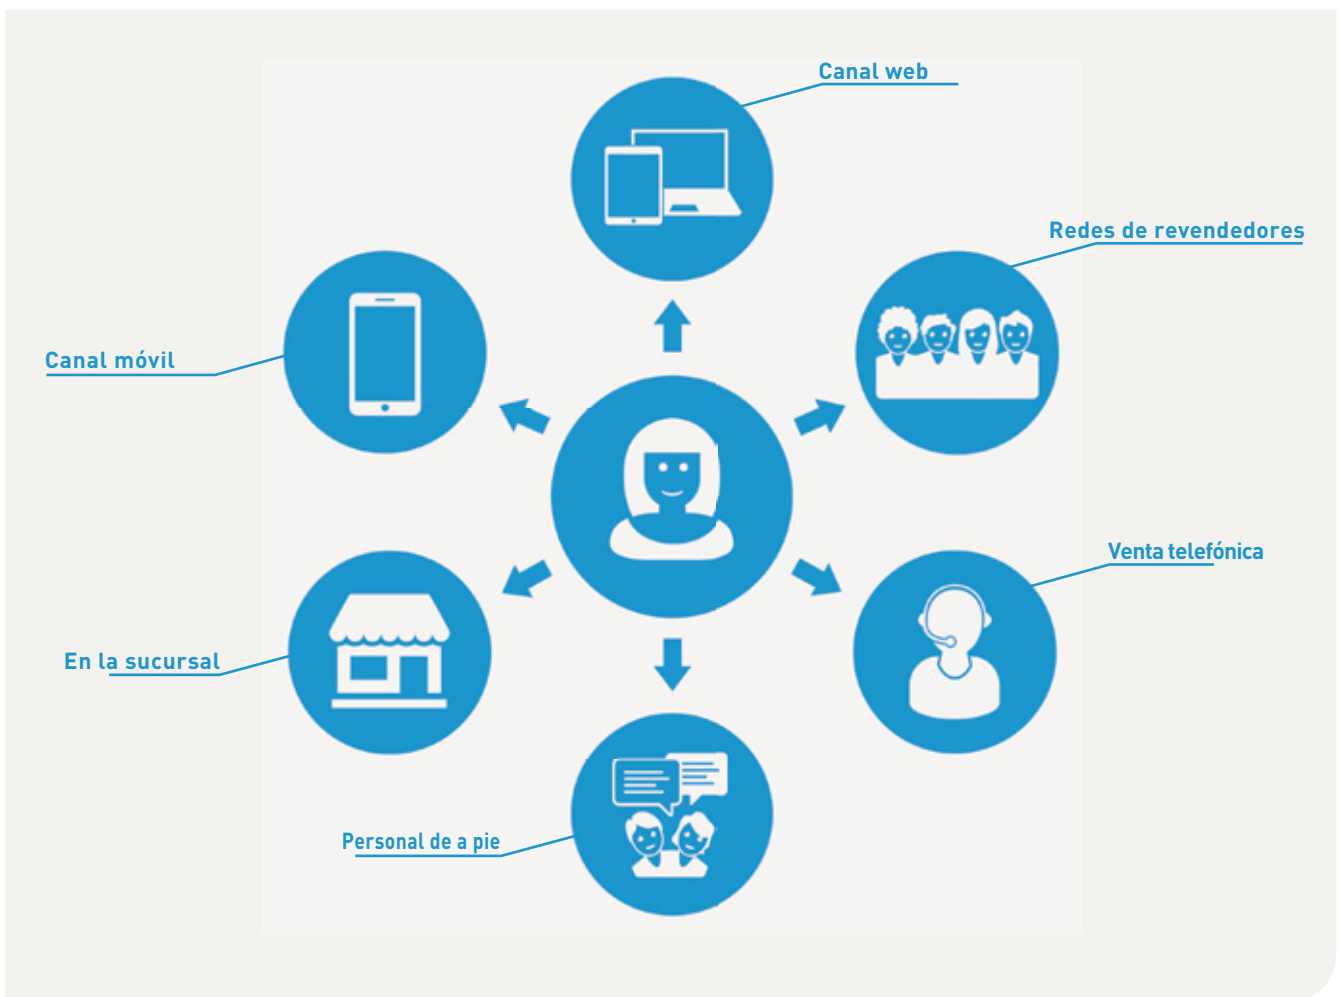 Canal web
Redes de revendedores
Canal móvil
Venta telefónica
En la sucursal
Personal de a pie